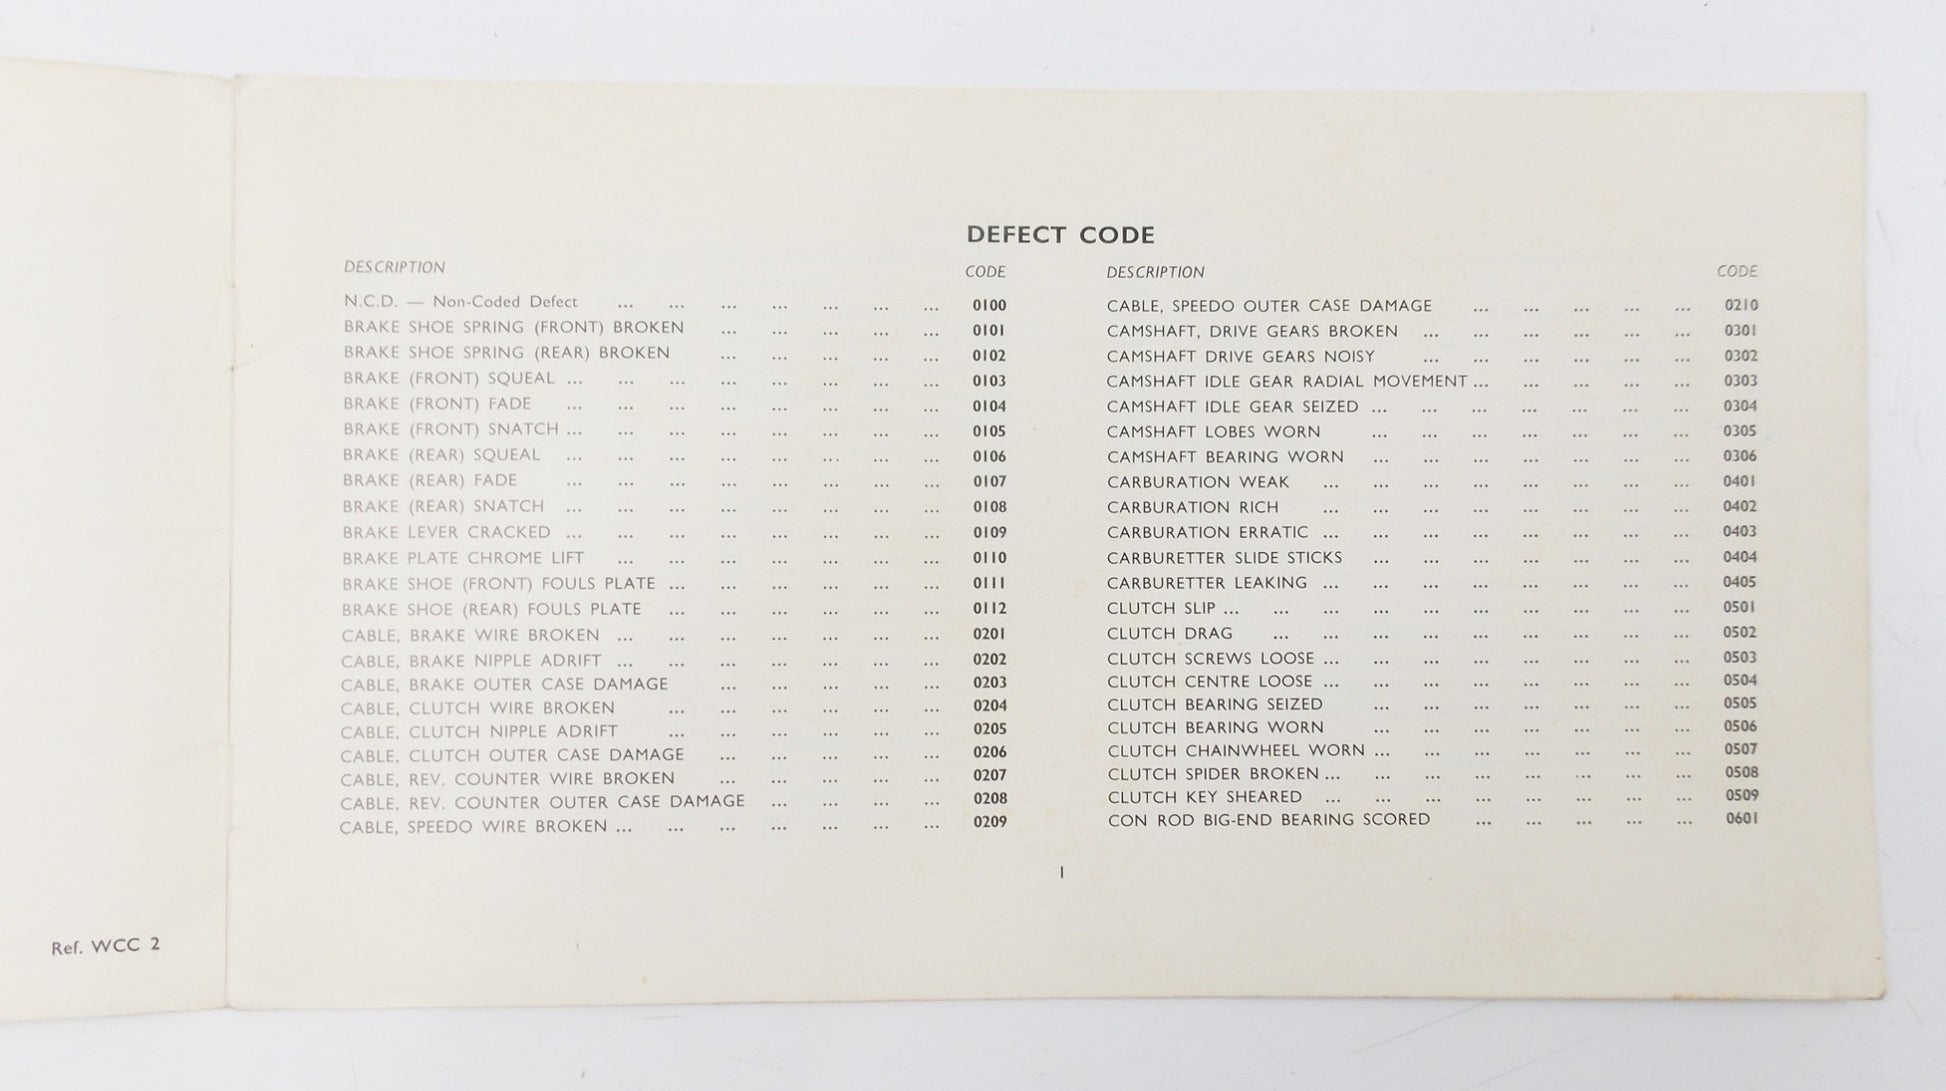 Ref. WCC 2
DEFECT CODE
DESCRIPTION CODE
N.C.D. — Non-Coded Defect ... ... ... ... ... ... ... 0100
BRAKE SHOE SPRING (FRONT) BROKEN ... ... ... ... ... 0101
BRAKE SHOE SPRING (REAR) BROKEN ... ... ... ... ... 0102
BRAKE (FRONT) SQUEAL ... ... ... ... ... ... ... ... 0103
BRAKE (FRONT) FADE ... ... ... ... ... ... ... ... 0104
BRAKE (FRONT) SNATCH ... ... ... ... ... ... ... ... 0105
BRAKE (REAR) SQUEAL ... ... ... ... ... ... ... ... 0106
BRAKE (REAR) FADE ... ... ... ... ... ... ... ... 0107
BRAKE (REAR) SNATCH ... ... ... ... ... ... ... ... 0108
BRAKE LEVER CRACKED ... ... ... ... ... ... ... ... 0109
BRAKE PLATE CHROME LIFT ... ... ... ... ... ... ... 0110
BRAKE SHOE (FRONT) FOULS PLATE ... ... ... ... ... ... 0111
BRAKE SHOE (REAR) FOULS PLATE ... ... ... ... ... ... 0112
CABLE, BRAKE WIRE BROKEN ... ... ... ... ... ... ... 0201
CABLE, BRAKE NIPPLE ADRIFT ... ... ... ... ... ... ... 0202
CABLE, BRAKE OUTER CASE DAMAGE ... ... ... ... ... 0203
CABLE, CLUTCH WIRE BROKEN ... ... ... ... ... ... 0204
CABLE, CLUTCH NIPPLE ADRIFT ... ... ... ... ... ... 0205
CABLE, CLUTCH OUTER CASE DAMAGE ... ... ... ... ... 0206
CABLE, REV. COUNTER WIRE BROKEN ... ... ... ... ... 0207
CABLE, REV. COUNTER OUTER CASE DAMAGE ... ... ... ... 0208
CABLE, SPEEDO WIRE BROKEN ... ... ... ... ... ... ... 0209
DESCRIPTION CODE
CABLE, SPEEDO OUTER CASE DAMAGE ... ... ... ... ... 0210
CAMSHAFT, DRIVE GEARS BROKEN ... ... ... ... ... ... 0301
CAMSHAFT DRIVE GEARS NOISY ... ... ... ... ... ... 0302
CAMSHAFT IDLE GEAR RADIAL MOVEMENT ... ... ... ... ... 0303
CAMSHAFT IDLE GEAR SEIZED ... ... ... ... ... ... ... 0304
CAMSHAFT LOBES WORN ... ... ... ... ... ... ... 0305
CAMSHAFT BEARING WORN ... ... ... ... ... ... ... 0306
CARBURATION WEAK ... ... ... ... ... ... ... ... 0401
CARBURATION RICH ... ... ... ... ... ... ... ... 0402
CARBURATION ERRATIC ... ... ... ... ... ... ... ... 0403
CARBURETTER SLIDE STICKS ... ... ... ... ... ... ... 0404
CARBURETTER LEAKING ... ... ... ... ... ... ... ... 0405
CLUTCH SLIP ... ... ... ... ... ... ... ... ... ... 0501
CLUTCH DRAG ... ... ... ... ... ... ... ... ... 0502
CLUTCH SCREWS LOOSE ... ... ... ... ... ... ... ... 0503
CLUTCH CENTRE LOOSE ... ... ... ... ... ... ... ... 0504
CLUTCH BEARING SEIZED ... ... ... ... ... ... ... 0505
CLUTCH BEARING WORN ... ... ... ... ... ... ... 0506
CLUTCH CHAINWHEEL WORN ... ... ... ... ... ... ... 0507
CLUTCH SPIDER BROKEN ... ... ... ... ... ... ... ... 0508
CLUTCH KEY SHEARED ... ... ... ... ... ... ... ... 0509
CON ROD BIG-END BEARING SCORED ... ... ... ... ... 0601
1